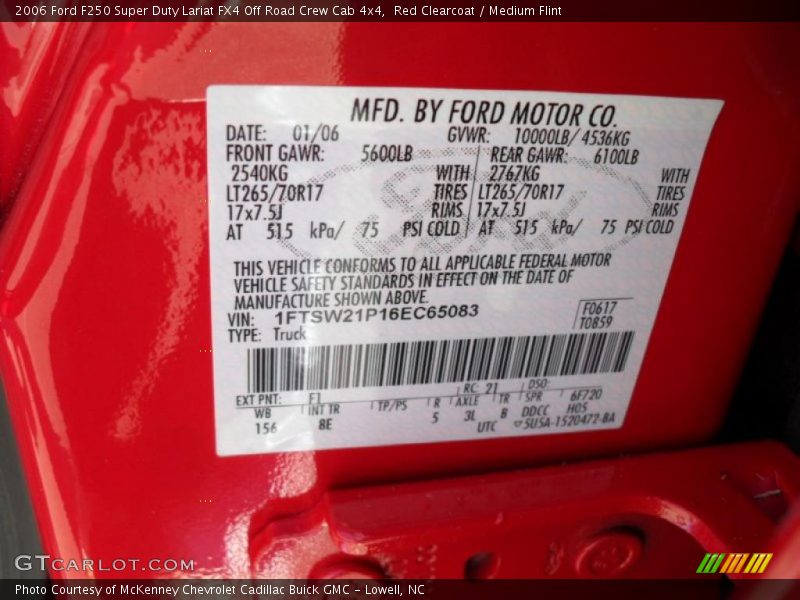 2006 Ford F250 Super Duty Lariat FX4 Off Road Crew Cab 4x4,  Red Clearcoat / Medium Flint
MFD. BY FORD MOTOR CO.
DATE: 01/06 GVWR: 10000LB/ 4536KG
FRONT GAWR: 5600LB REAR GAWR: 6100LB
2540KG WITH 2767KG WITH
LT265/70R17 TIRES LT265/70R17 TIRES
17x7.5J RIMS 17x7.5J RIMS
AT 515 kPa/ 75 PSI COLD AT 515 kPa/ 75 PSI COLD
THIS VEHICLE CONFORMS TO ALL APPLICABLE FEDERAL MOTOR
VEHICLE SAFETY STANDARDS IN EFFECT ON THE DATE OF
MANUFACTURE SHOWN ABOVE.
VIN: 1FTSW21P16EC65083 F0617
TYPE: Truck T0859
EXT PNT: F1 RC: 21 DSO:
WB INT TR TP/PS R AXLE TR SPR 6F720
156 8E 5 3L B DDCC H05
UTC 5U5A-1520472-BA
GTCARLOT.COM
Photo Courtesy of McKenney Chevrolet Cadillac Buick GMC - Lowell, NC